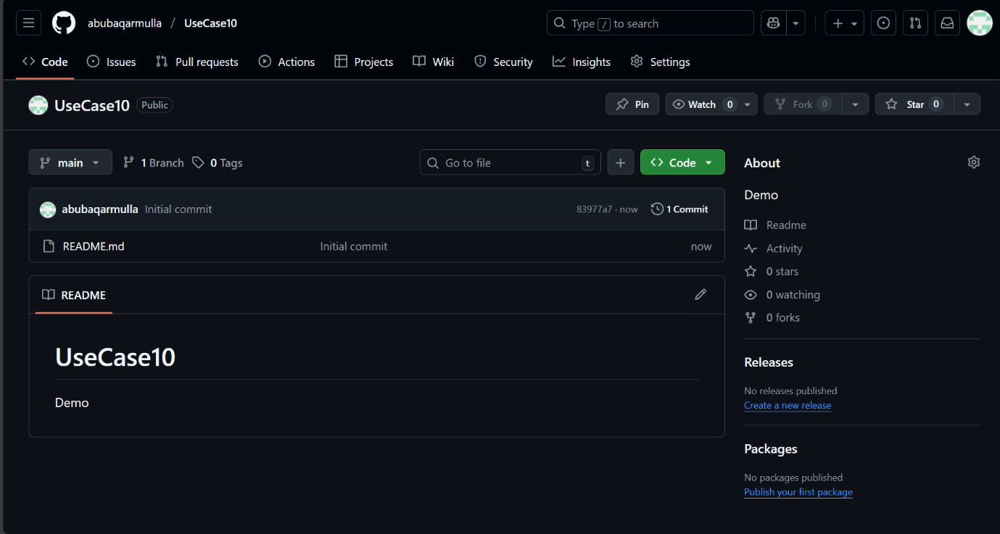 abubaqarmulla / UseCase10
Type / to search
Code Issues Pull requests Actions Projects Wiki Security Insights Settings
UseCase10 Public
Pin Watch 0 Fork 0 Star 0
main 1 Branch 0 Tags
Go to file t
Code
abubaqarmulla Initial commit 83977a7 · now 1 Commit
README.md Initial commit now
README
UseCase10
Demo
About
Demo
Readme
Activity
0 stars
0 watching
0 forks
Releases
No releases published
Create a new release
Packages
No packages published
Publish your first package